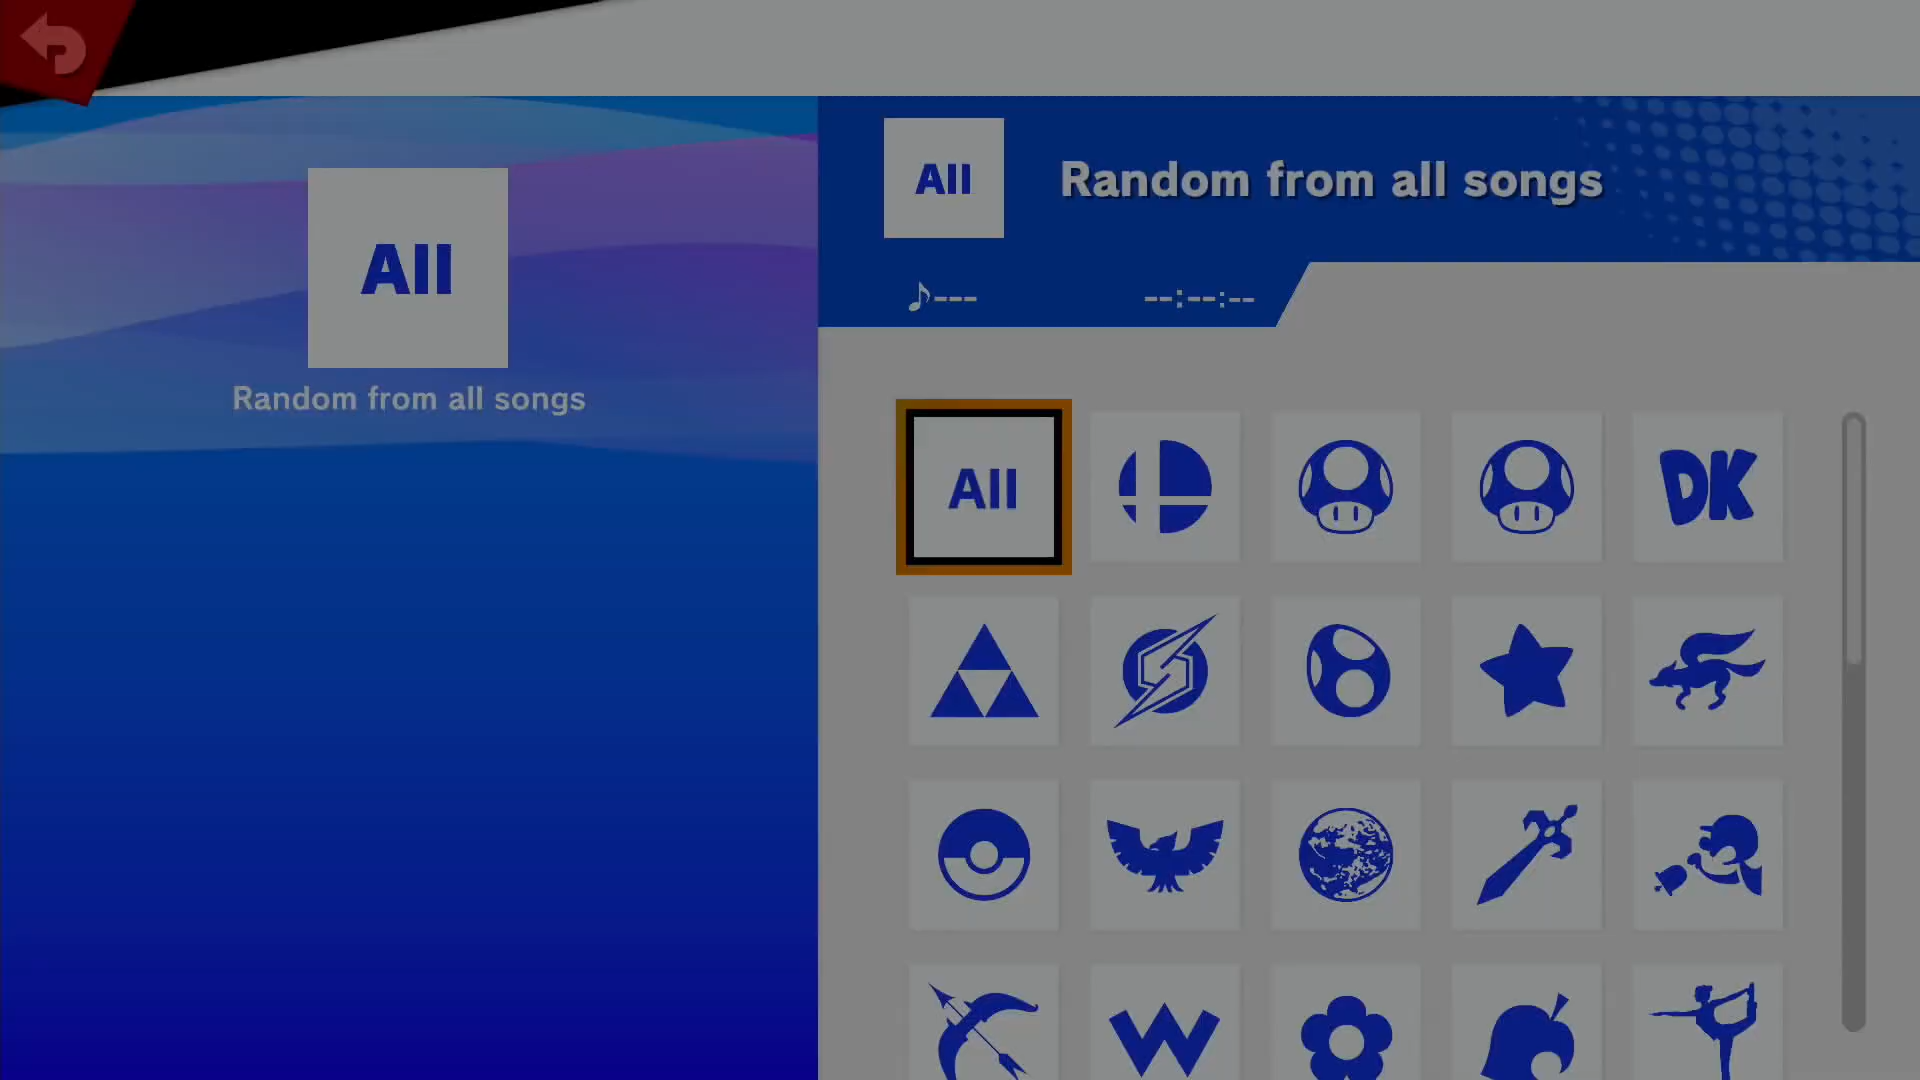 All
Random from all songs
♪---
--:--:--
All
Random from all songs
All
DK